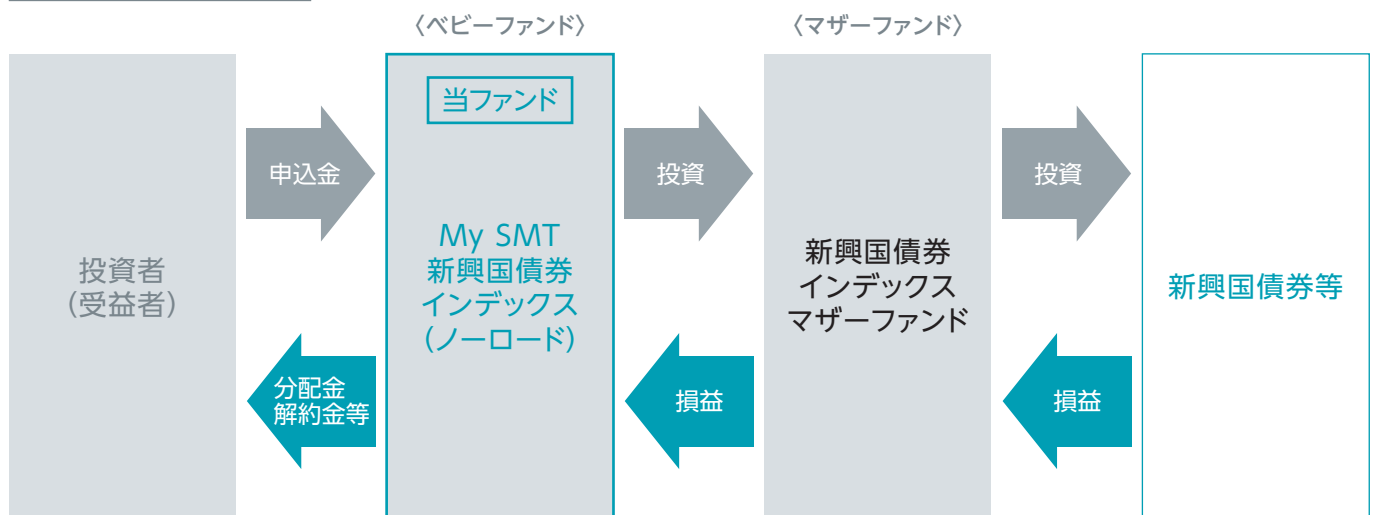 〈ベビーファンド〉
〈マザーファンド〉
当ファンド
申込金
投資
投資
投資者
(受益者)
My SMT
新興国債券
インデックス
(ノーロード)
新興国債券
インデックス
マザーファンド
新興国債券等
分配金
解約金等
損益
損益